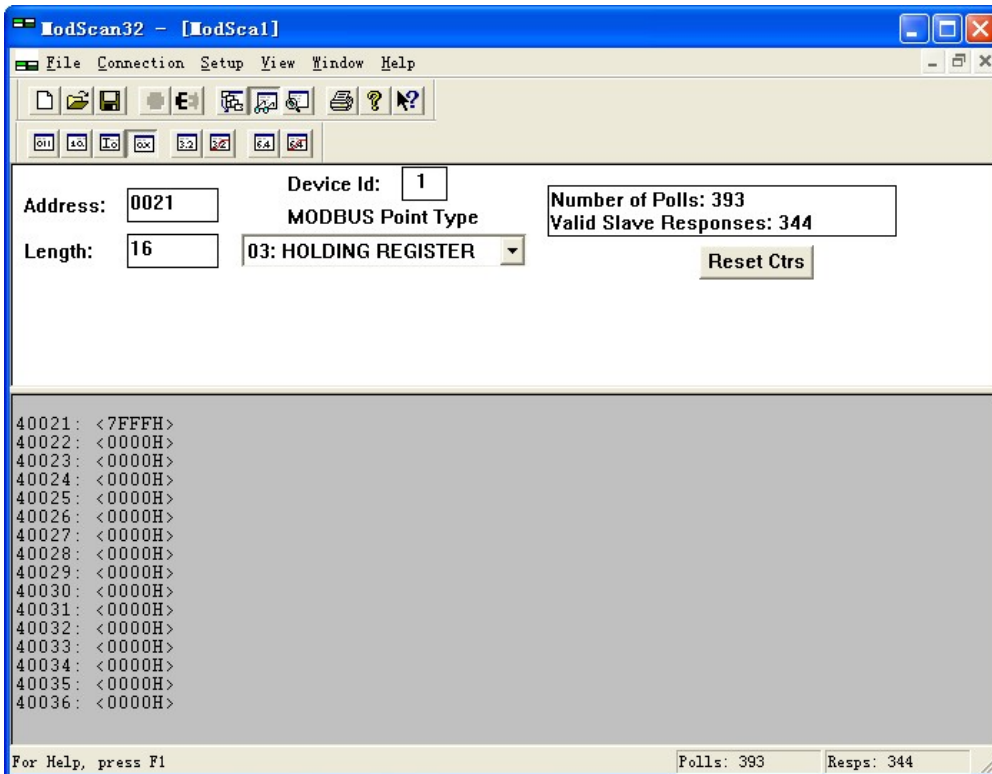 ModScan32 - [ModSca1]
File Connection Setup View Window Help
Address: 0021
Device Id: 1
MODBUS Point Type
Length: 16
03: HOLDING REGISTER
Number of Polls: 393
Valid Slave Responses: 344
Reset Ctrs
40021: <7FFFH>
40022: <0000H>
40023: <0000H>
40024: <0000H>
40025: <0000H>
40026: <0000H>
40027: <0000H>
40028: <0000H>
40029: <0000H>
40030: <0000H>
40031: <0000H>
40032: <0000H>
40033: <0000H>
40034: <0000H>
40035: <0000H>
40036: <0000H>
For Help, press F1
Polls: 393
Resps: 344